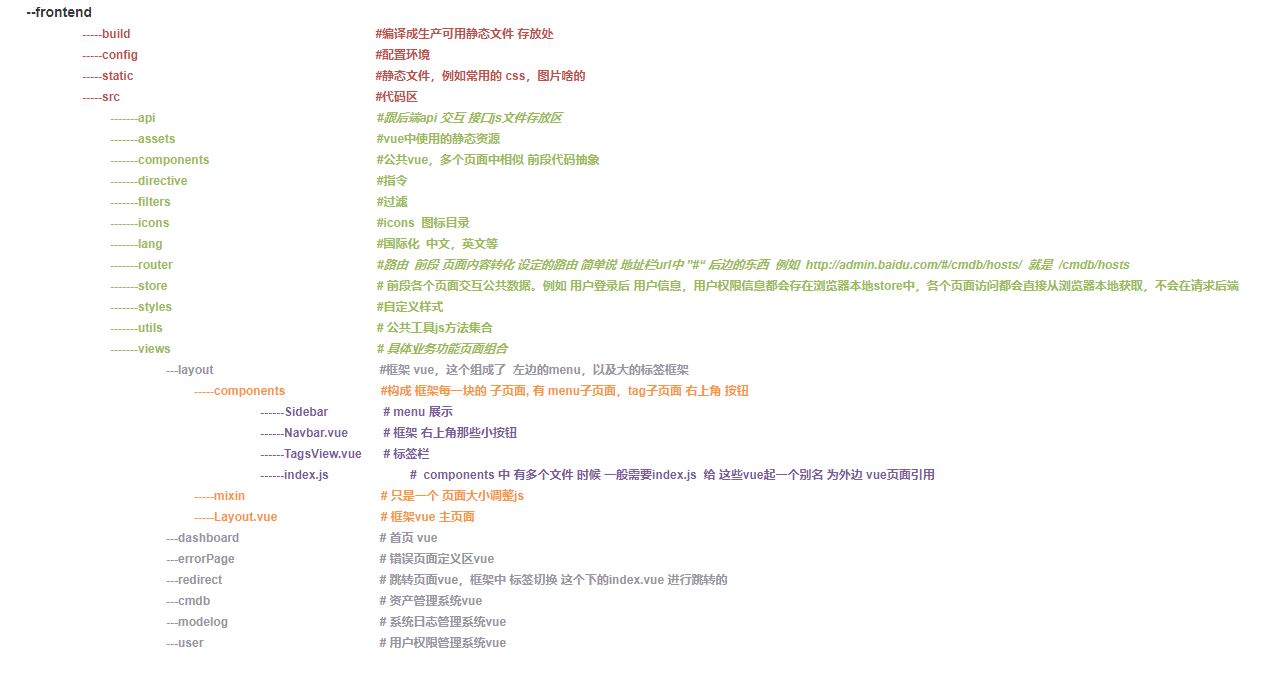 --frontend
-----build #编译成生产可用静态文件 存放处
-----config #配置环境
-----static #静态文件，例如常用的 css，图片啥的
-----src #代码区
-------api #跟后端api 交互 接口js文件存放区
-------assets #vue中使用的静态资源
-------components #公共vue，多个页面中相似 前段代码抽象
-------directive #指令
-------filters #过滤
-------icons #icons 图标目录
-------lang #国际化 中文，英文等
-------router #路由 前段 页面内容转化 设定的路由 简单说 地址栏url中 "#“ 后边的东西 例如 http://admin.baidu.com/#/cmdb/hosts/ 就是 /cmdb/hosts
-------store # 前段各个页面交互公共数据。例如 用户登录后 用户信息，用户权限信息都会存在浏览器本地store中，各个页面访问都会直接从浏览器本地获取，不会在请求后端
-------styles #自定义样式
-------utils # 公共工具js方法集合
-------views # 具体业务功能页面组合
---layout #框架 vue，这个组成了 左边的menu，以及大的标签框架
-----components #构成 框架每一块的 子页面, 有 menu子页面，tag子页面 右上角 按钮
------Sidebar # menu 展示
------Navbar.vue # 框架 右上角那些小按钮
------TagsView.vue # 标签栏
------index.js # components 中 有多个文件 时候 一般需要index.js 给 这些vue起一个别名 为外边 vue页面引用
-----mixin # 只是一个 页面大小调整js
-----Layout.vue # 框架vue 主页面
---dashboard # 首页 vue
---errorPage # 错误页面定义区vue
---redirect # 跳转页面vue，框架中 标签切换 这个下的index.vue 进行跳转的
---cmdb # 资产管理系统vue
---modelog # 系统日志管理系统vue
---user # 用户权限管理系统vue